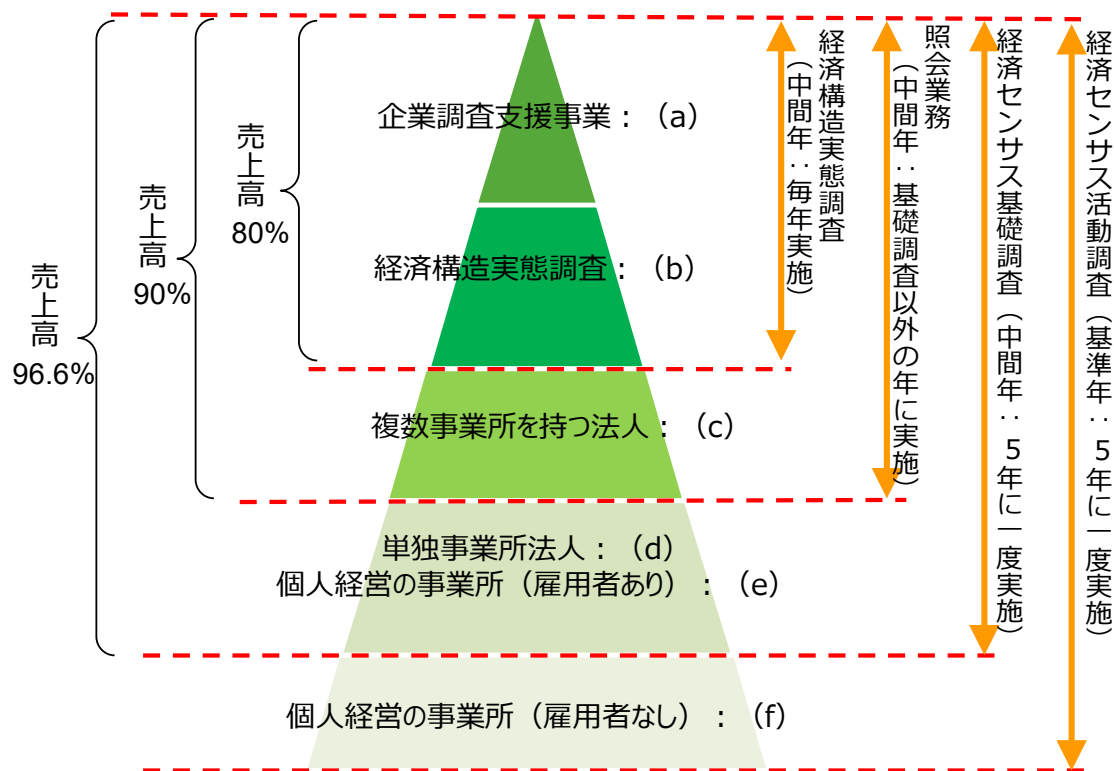 企業調査支援事業：（a）
経済構造実態調査：（b）
複数事業所を持つ法人：（c）
単独事業所法人：（d）
個人経営の事業所（雇用者あり）：（e）
個人経営の事業所（雇用者なし）：（f）
売上高
80%
売上高
90%
売上高
96.6%
経済構造実態調査
（中間年：毎年実施）
照会業務
（中間年：基礎調査以外の年に実施）
経済センサス基礎調査（中間年：5年に一度実施）
経済センサス活動調査（基準年：5年に一度実施）